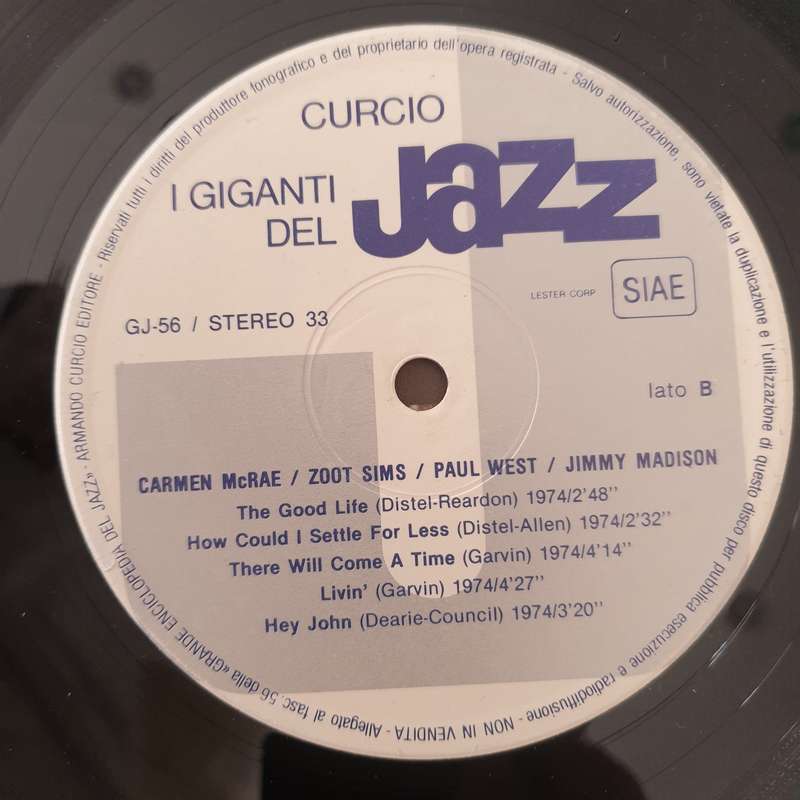 CURCIO
I GIGANTI
DEL
Jazz
LESTER CORP
SIAE
GJ-56 / STEREO 33
lato B
CARMEN McRAE / ZOOT SIMS / PAUL WEST / JIMMY MADISON
The Good Life (Distel-Reardon) 1974/2'48''
How Could I Settle For Less (Distel-Allen) 1974/2'32''
There Will Come A Time (Garvin) 1974/4'14''
Livin' (Garvin) 1974/4'27''
Hey John (Dearie-Council) 1974/3'20''
Allegato al fasc. 56 della «GRANDE ENCICLOPEDIA DEL JAZZ» - ARMANDO CURCIO EDITORE - Riservati tutti i diritti del produttore fonografico e del proprietario dell'opera registrata - Salvo autorizzazione, sono vietate la duplicazione e l'utilizzazione di questo disco per pubblica esecuzione e radiodiffusione - NON IN VENDITA -